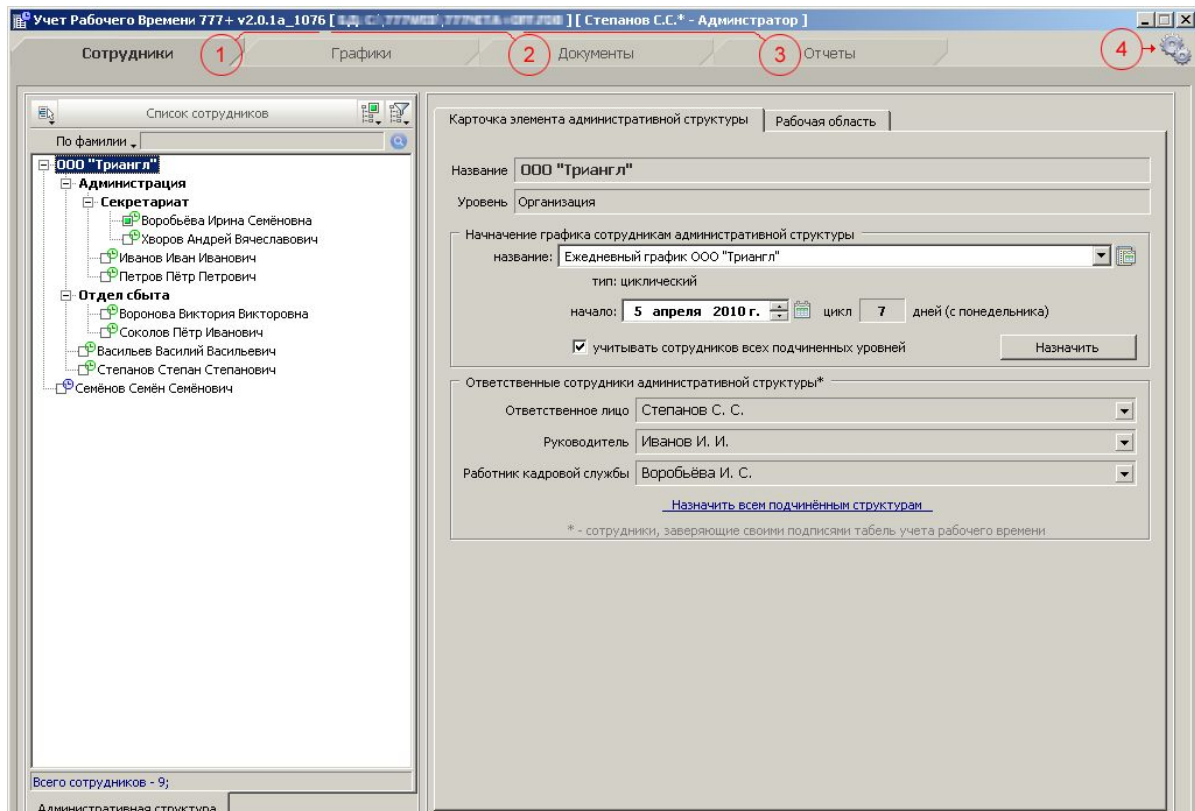 Учет Рабочего Времени 777+ v2.0.1a_1076 [ ] [ Степанов С.С.* - Администратор ]
Сотрудники 1 Графики 2 Документы 3 Отчеты 4
Список сотрудников
По фамилии
ООО "Триангл"
Администрация
Секретариат
Воробьёва Ирина Семёновна
Хворов Андрей Вячеславович
Иванов Иван Иванович
Петров Пётр Петрович
Отдел сбыта
Воронова Виктория Викторовна
Соколов Пётр Иванович
Васильев Василий Васильевич
Степанов Степан Степанович
Семёнов Семён Семёнович
Всего сотрудников - 9;
Административная структура
Карточка элемента административной структуры Рабочая область
Название ООО "Триангл"
Уровень Организация
Начначение графика сотрудникам административной структуры
название: Ежедневный график ООО "Триангл"
тип: циклический
начало: 5 апреля 2010 г. цикл 7 дней (с понедельника)
учитывать сотрудников всех подчиненных уровней Назначить
Ответственные сотрудники административной структуры*
Ответственное лицо Степанов С. С.
Руководитель Иванов И. И.
Работник кадровой службы Воробьёва И. С.
Назначить всем подчинённым структурам
* - сотрудники, заверяющие своими подписями табель учета рабочего времени